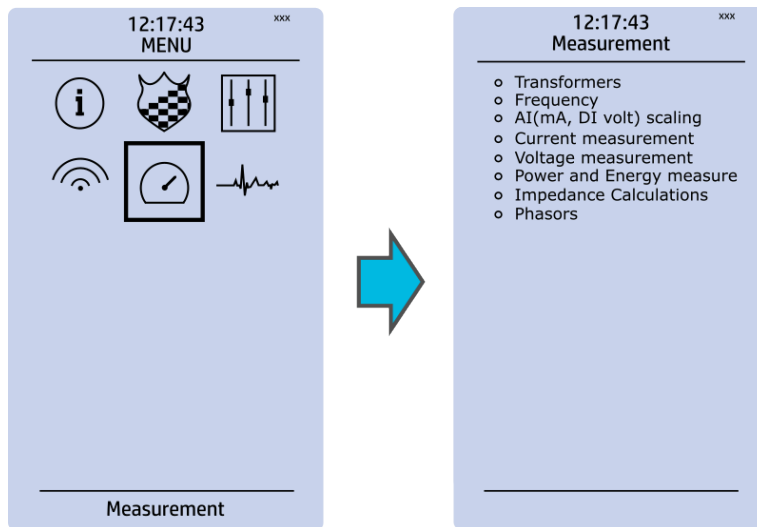 12:17:43
xxx
MENU
i
Measurement
12:17:43
xxx
Measurement
Transformers
Frequency
AI(mA, DI volt) scaling
Current measurement
Voltage measurement
Power and Energy measure
Impedance Calculations
Phasors